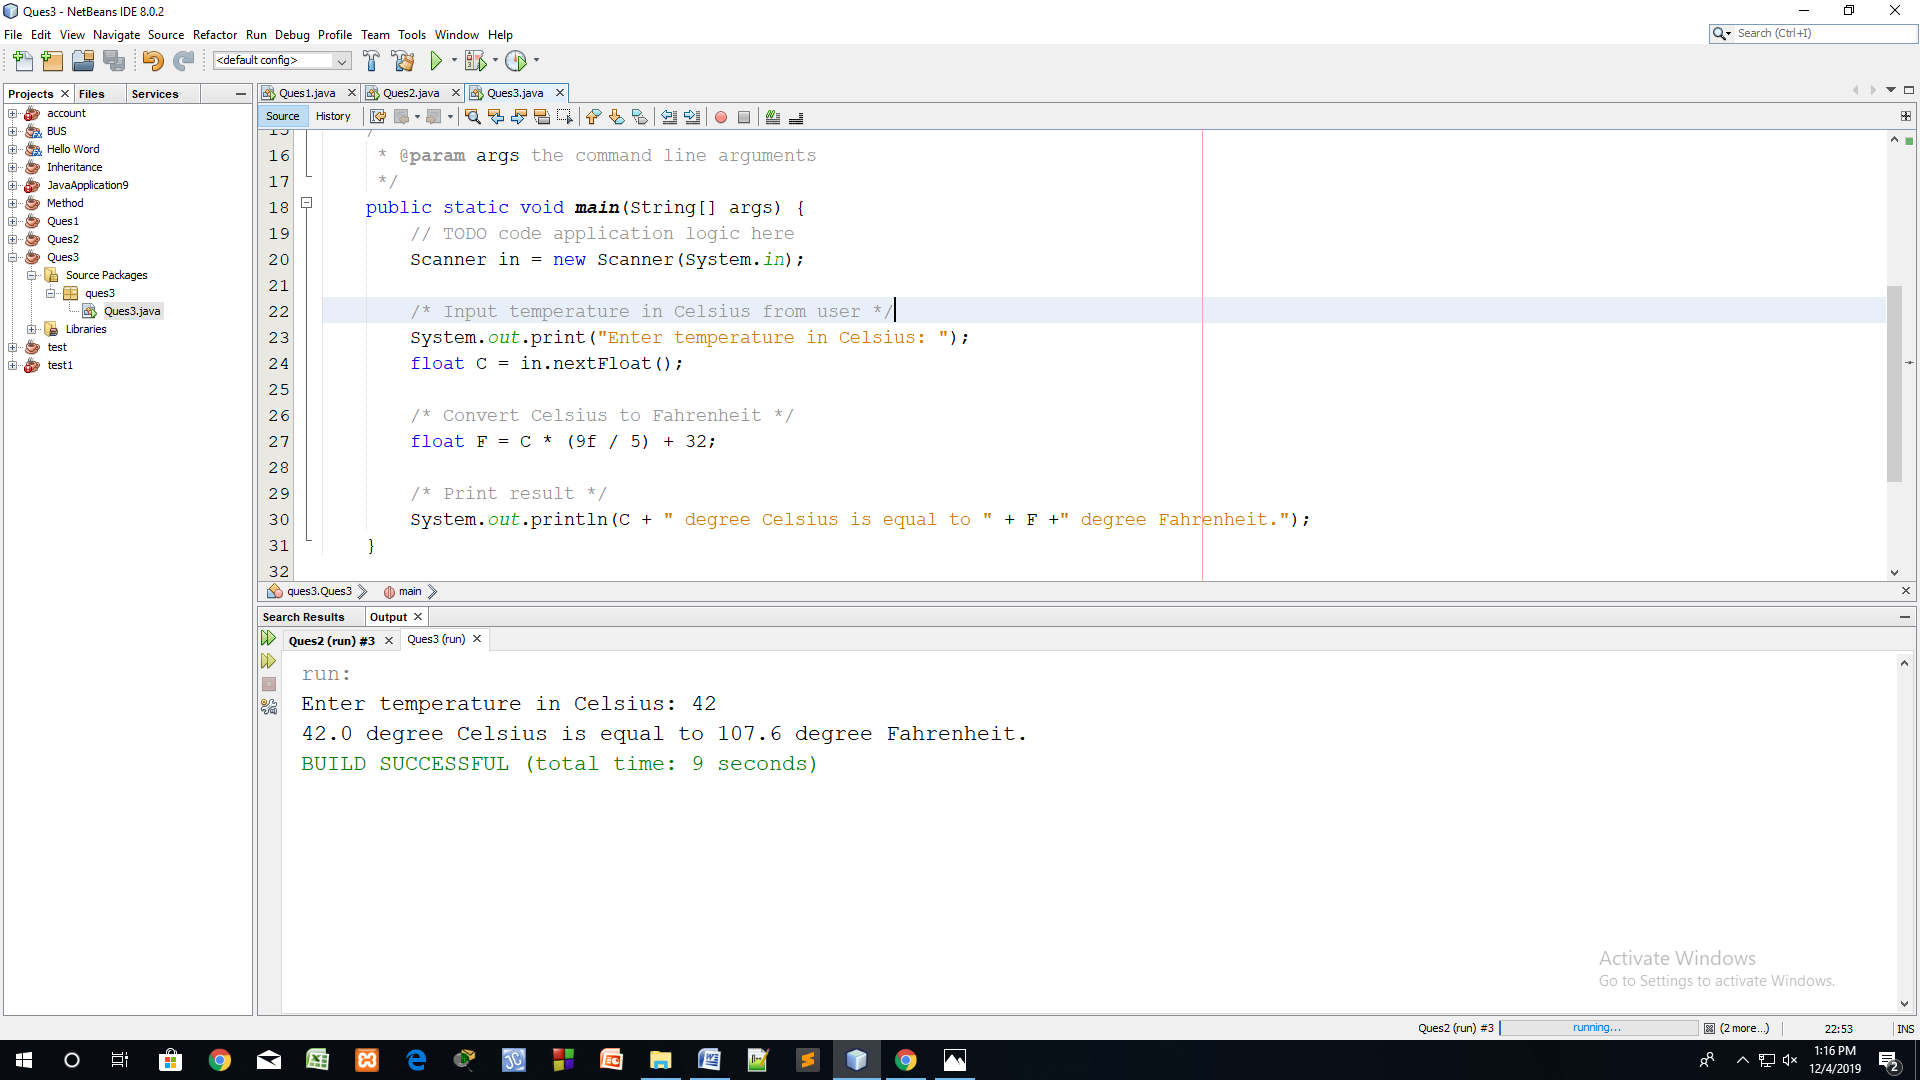 Ques3 - NetBeans IDE 8.0.2
File Edit View Navigate Source Refactor Run Debug Profile Team Tools Window Help
Search (Ctrl+I)
<default config>
Projects Files Services
account
BUS
Hello Word
Inheritance
JavaApplication9
Method
Ques1
Ques2
Ques3
Source Packages
ques3
Ques3.java
Libraries
test
test1
Ques1.java Ques2.java Ques3.java
Source History
15
16 * @param args the command line arguments
17 */
18 public static void main(String[] args) {
19 // TODO code application logic here
20 Scanner in = new Scanner(System.in);
21
22 /* Input temperature in Celsius from user */
23 System.out.print("Enter temperature in Celsius: ");
24 float C = in.nextFloat();
25
26 /* Convert Celsius to Fahrenheit */
27 float F = C * (9f / 5) + 32;
28
29 /* Print result */
30 System.out.println(C + " degree Celsius is equal to " + F +" degree Fahrenheit.");
31 }
32
ques3.Ques3 main
Search Results Output
Ques2 (run) #3 Ques3 (run)
run:
Enter temperature in Celsius: 42
42.0 degree Celsius is equal to 107.6 degree Fahrenheit.
BUILD SUCCESSFUL (total time: 9 seconds)
Activate Windows
Go to Settings to activate Windows.
Ques2 (run) #3 running... (2 more...) 22:53 INS
1:16 PM
12/4/2019
2